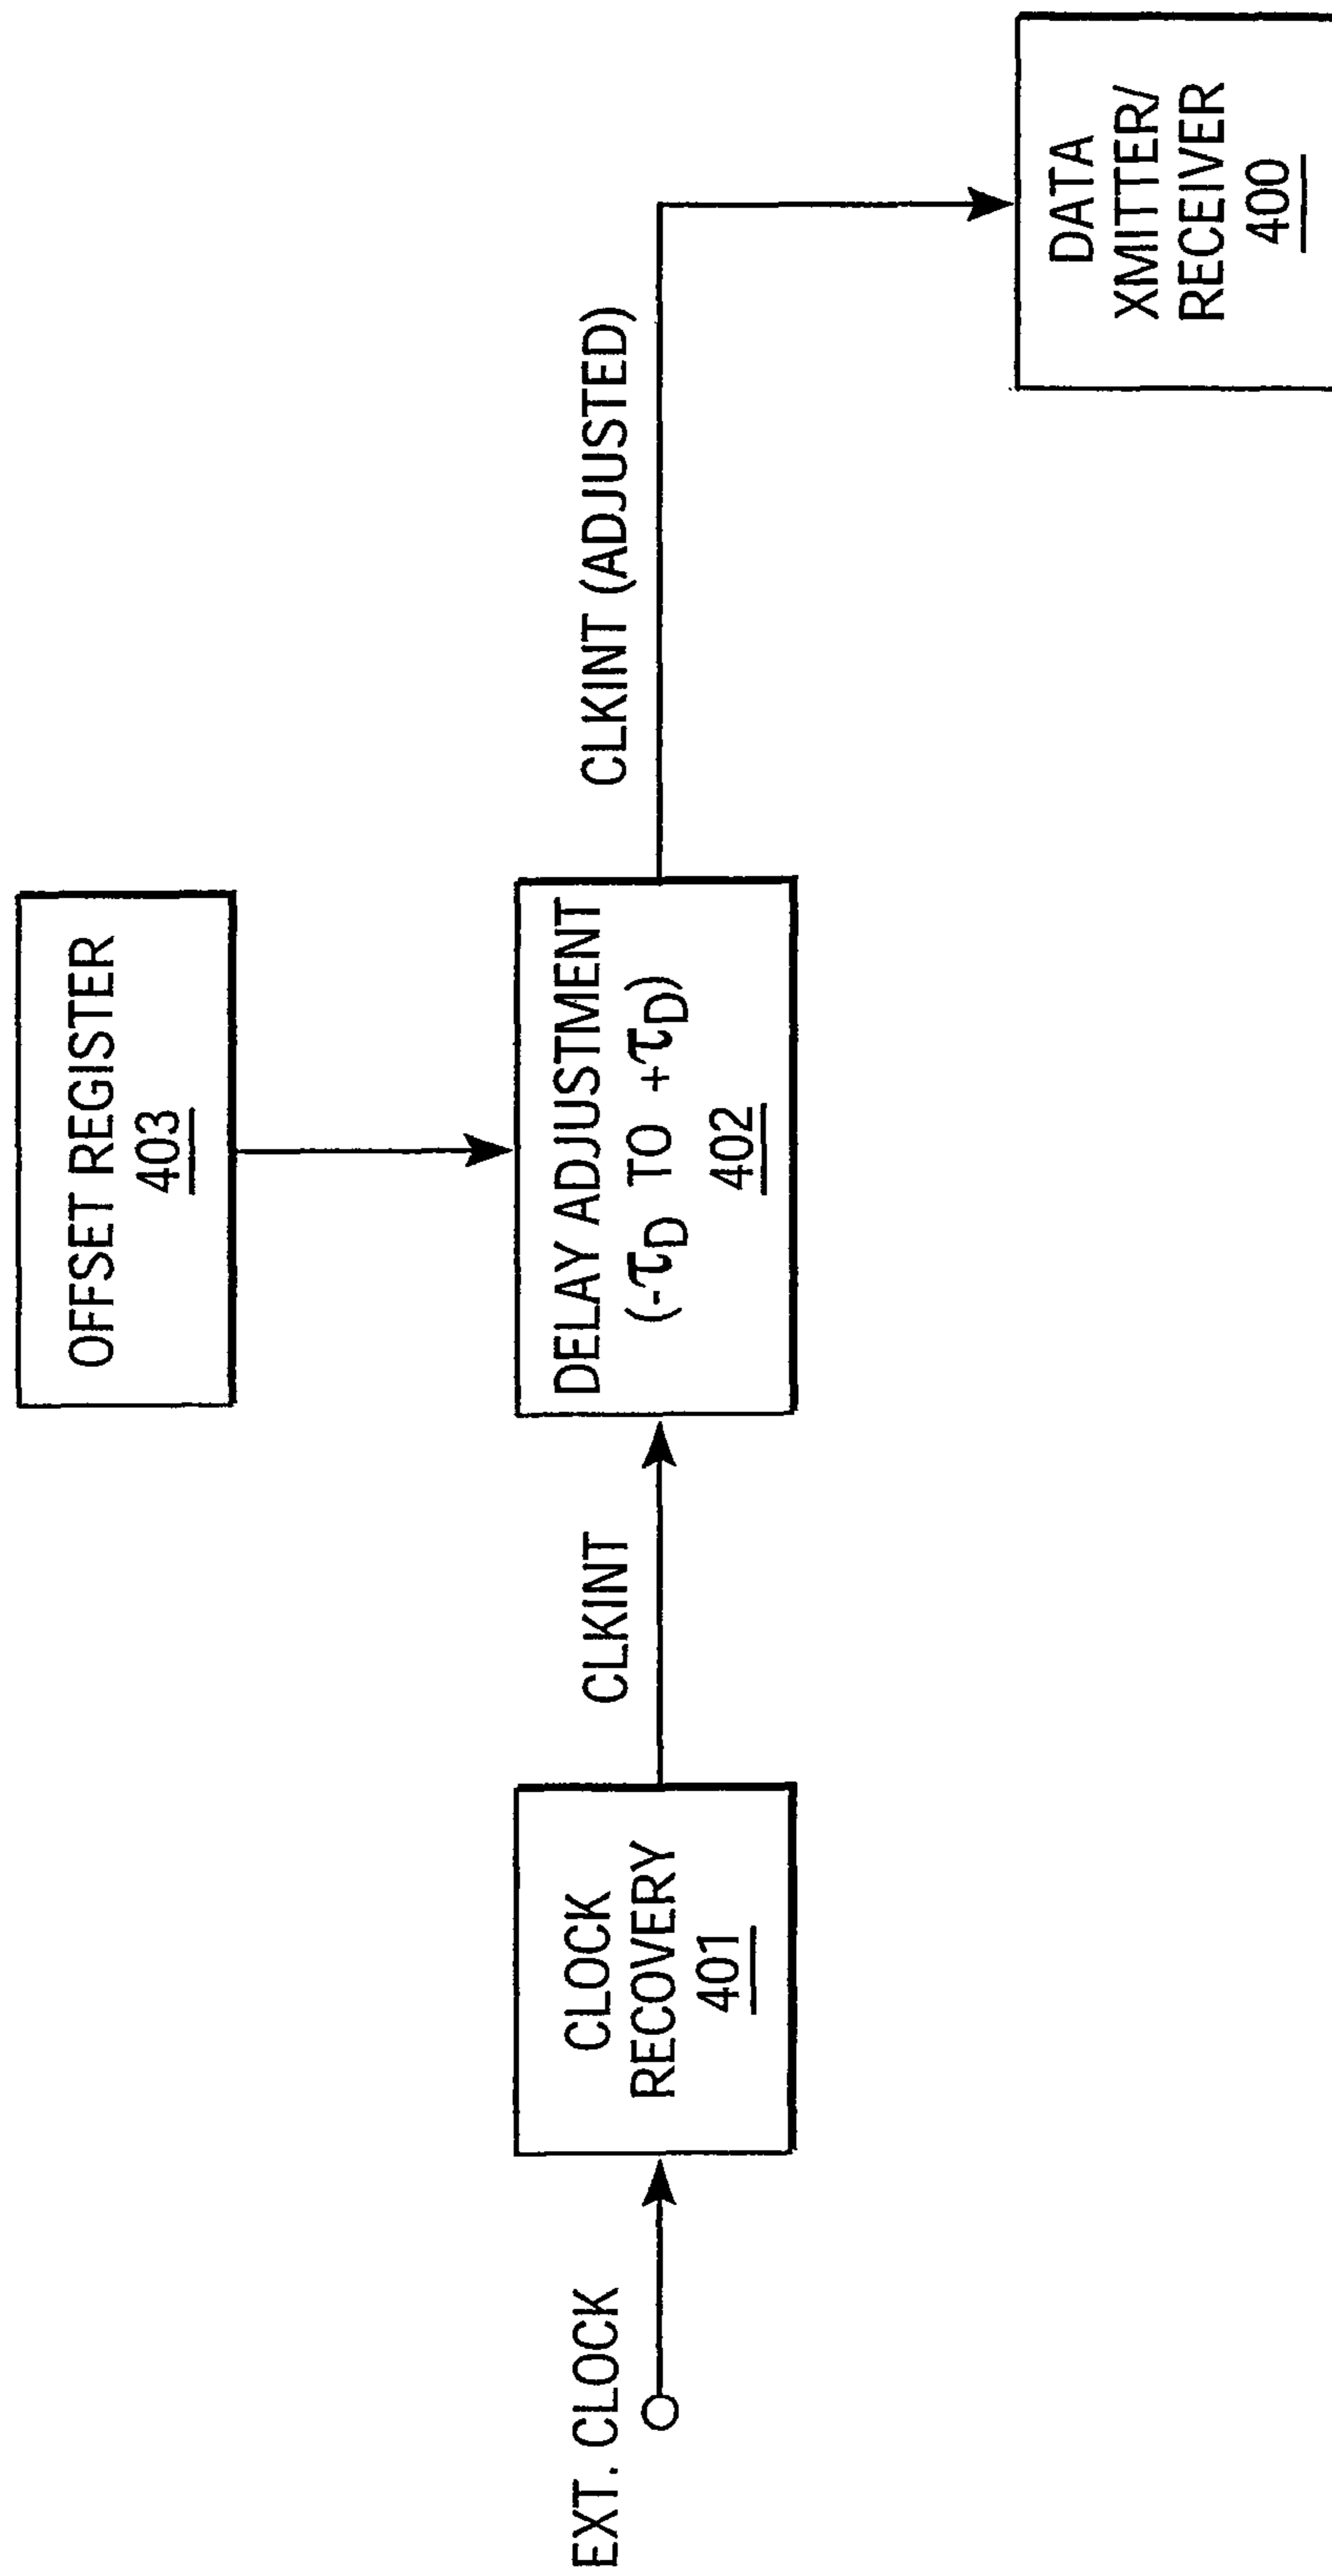 OFFSET REGISTER
403
EXT. CLOCK
CLOCK
RECOVERY
401
CLKINT
DELAY ADJUSTMENT
(-τD TO +τD)
402
CLKINT (ADJUSTED)
DATA
XMITTER/
RECEIVER
400